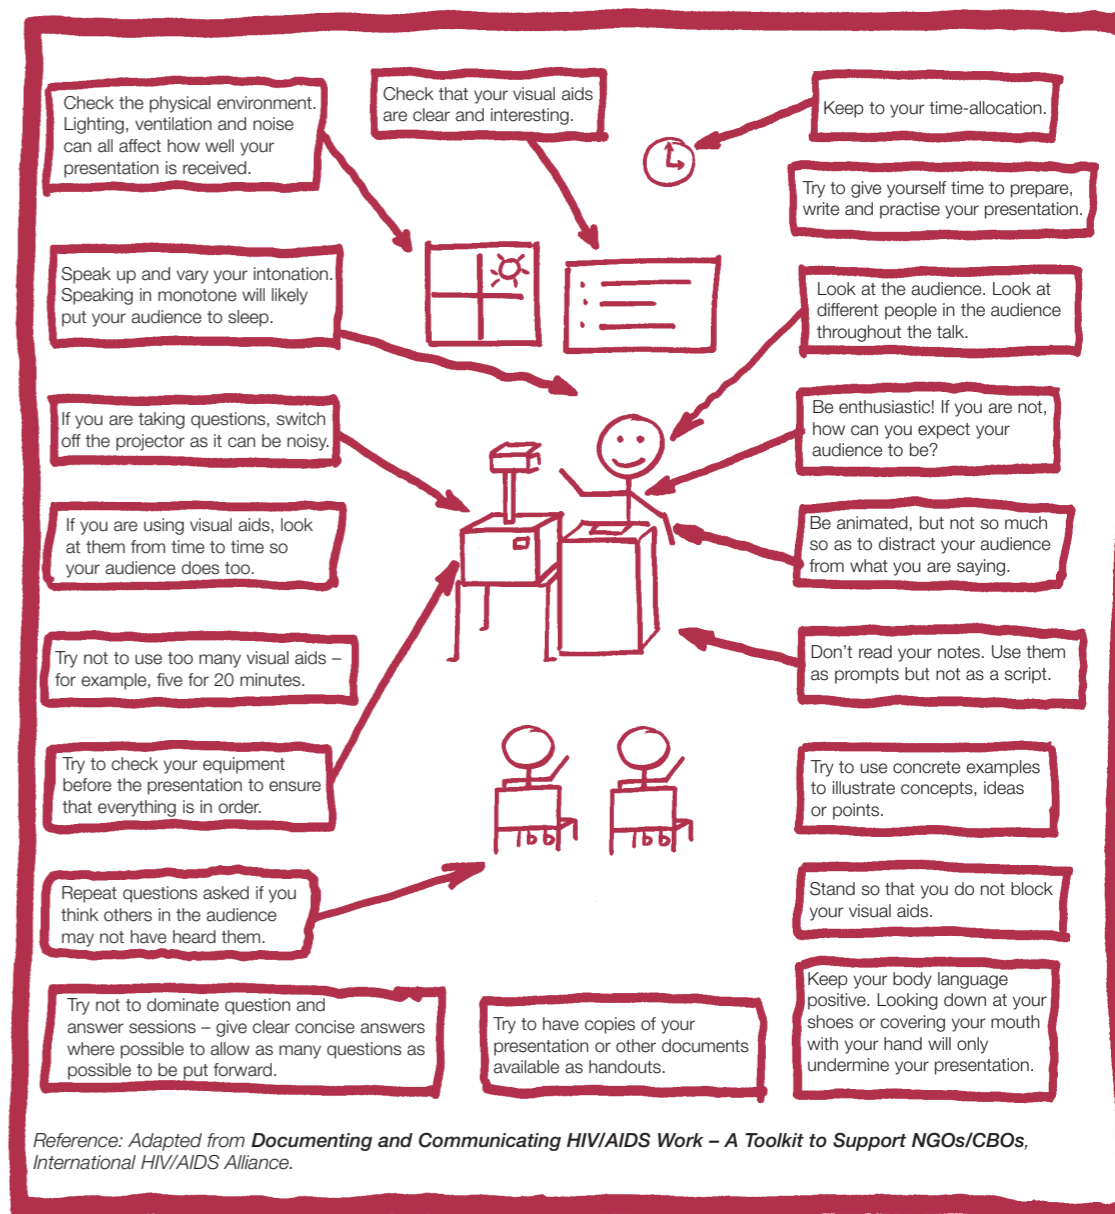 Check the physical environment.
Lighting, ventilation and noise
can all affect how well your
presentation is received.
Check that your visual aids
are clear and interesting.
Keep to your time-allocation.
Try to give yourself time to prepare,
write and practise your presentation.
Speak up and vary your intonation.
Speaking in monotone will likely
put your audience to sleep.
Look at the audience. Look at
different people in the audience
throughout the talk.
If you are taking questions, switch
off the projector as it can be noisy.
Be enthusiastic! If you are not,
how can you expect your
audience to be?
If you are using visual aids, look
at them from time to time so
your audience does too.
Be animated, but not so much
so as to distract your audience
from what you are saying.
Try not to use too many visual aids –
for example, five for 20 minutes.
Don’t read your notes. Use them
as prompts but not as a script.
Try to check your equipment
before the presentation to ensure
that everything is in order.
Try to use concrete examples
to illustrate concepts, ideas
or points.
Repeat questions asked if you
think others in the audience
may not have heard them.
Stand so that you do not block
your visual aids.
Try not to dominate question and
answer sessions – give clear concise answers
where possible to allow as many questions as
possible to be put forward.
Try to have copies of your
presentation or other documents
available as handouts.
Keep your body language
positive. Looking down at your
shoes or covering your mouth
with your hand will only
undermine your presentation.
Reference: Adapted from Documenting and Communicating HIV/AIDS Work – A Toolkit to Support NGOs/CBOs,
International HIV/AIDS Alliance.